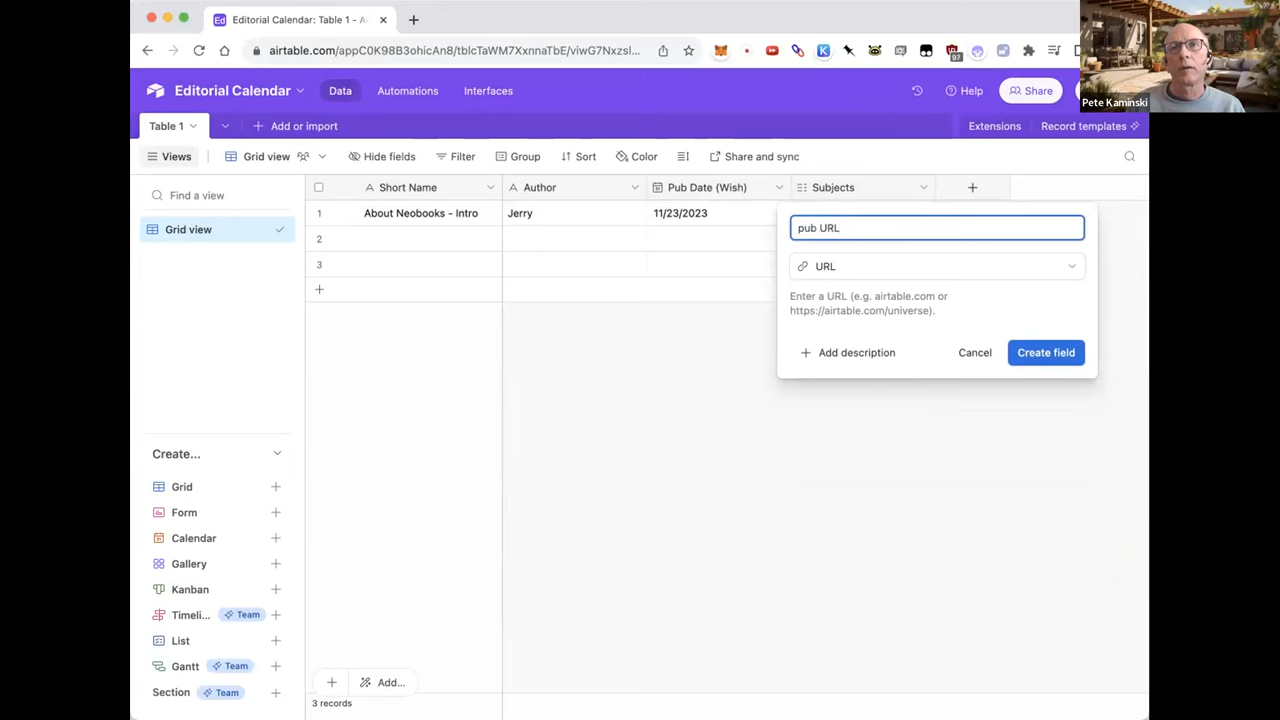 Editorial Calendar: Table 1 - A
airtable.com/appC0K98B3ohicAn8/tblcTaWM7XxnnaTbE/viwG7Nxzsl...
97
Pete Kaminski
Editorial Calendar
Data
Automations
Interfaces
Help
Share
Table 1
Add or import
Extensions
Record templates
Views
Grid view
Hide fields
Filter
Group
Sort
Color
Share and sync
Find a view
Grid view
Short Name
Author
Pub Date (Wish)
Subjects
1
About Neobooks - Intro
Jerry
11/23/2023
2
3
pub URL
URL
Enter a URL (e.g. airtable.com or
https://airtable.com/universe).
Add description
Cancel
Create field
Create...
Grid
Form
Calendar
Gallery
Kanban
Timeli...
Team
List
Gantt
Team
Section
Team
Add...
3 records